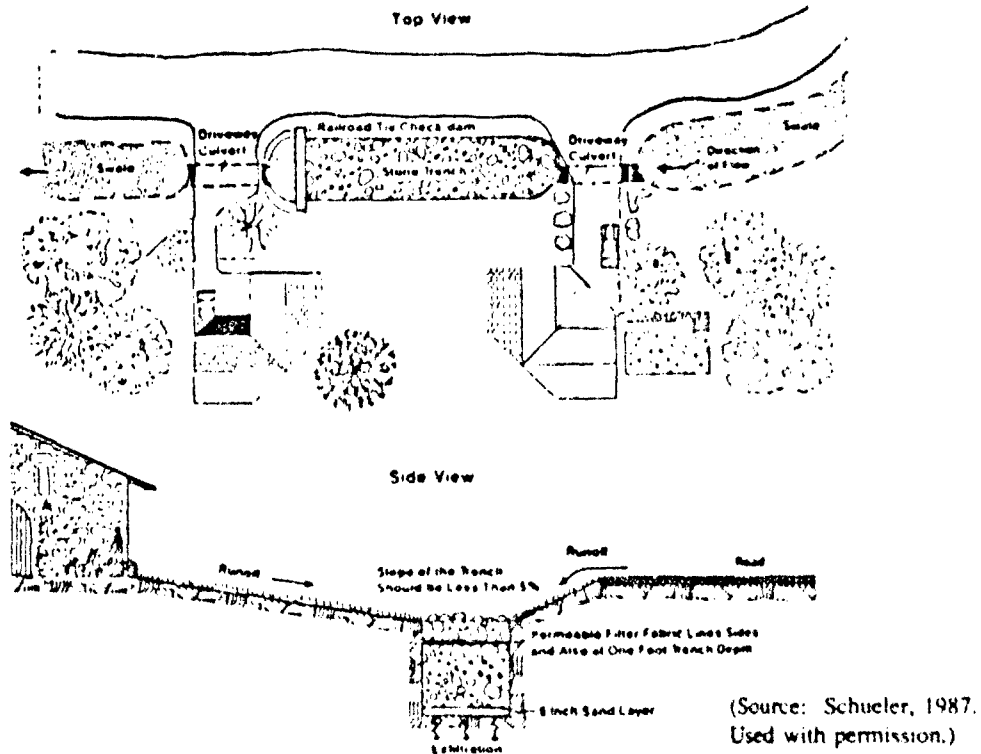 Top View
Railroad Tie Check dam
Driveway
Culvert
Driveway
Culvert
Swale
Direction
of Flow
Swale
Stone Trench
Side View
Runoff
Slope of the Trench
Should be Less Than 5%
Runoff
Road
Permeable Filter Fabric Lines Sides
and Also at One Foot Trench Depth
Inch Sand Layer
Exfiltration
(Source: Schueler, 1987.
Used with permission.)